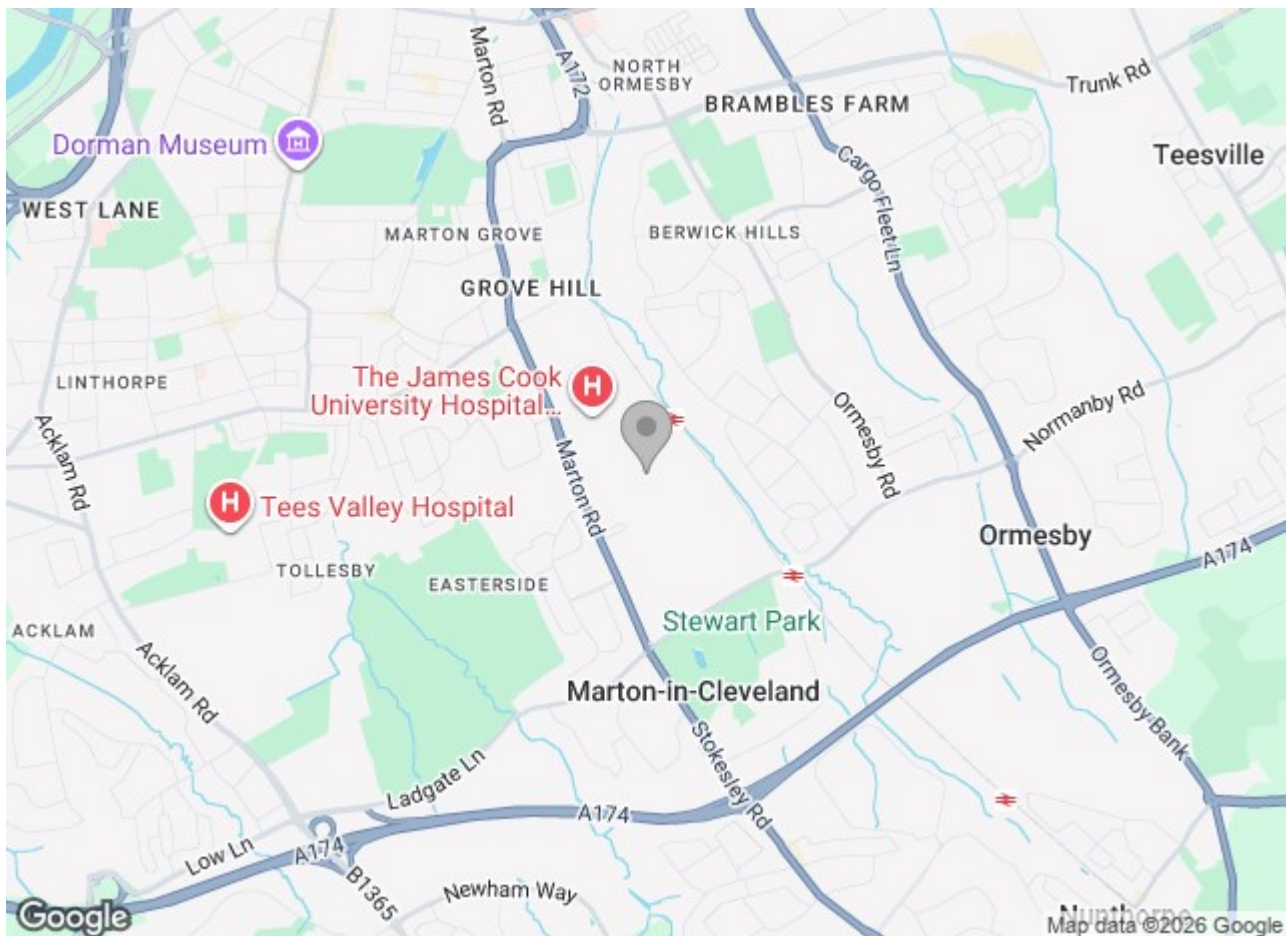 Marton Rd
A172
NORTH
ORMESBY
Trunk Rd
BRAMBLES FARM
Dorman Museum
Teesville
Cargo Fleet Ln
WEST LANE
MARTON GROVE
BERWICK HILLS
GROVE HILL
LINTHORPE
The James Cook
University Hospital...
H
Acklam Rd
Ormesby Rd
Normanby Rd
Marton Rd
H
Tees Valley Hospital
Ormesby
TOLLESBY
EASTERSIDE
A174
ACKLAM
Stewart Park
Acklam Rd
Marton-in-Cleveland
Ormesby Bank
Stokesley Rd
Ladgate Ln
A174
Low Ln
A174
B1365
Newham Way
Nunthorpe
Google
Map data ©2026 Google